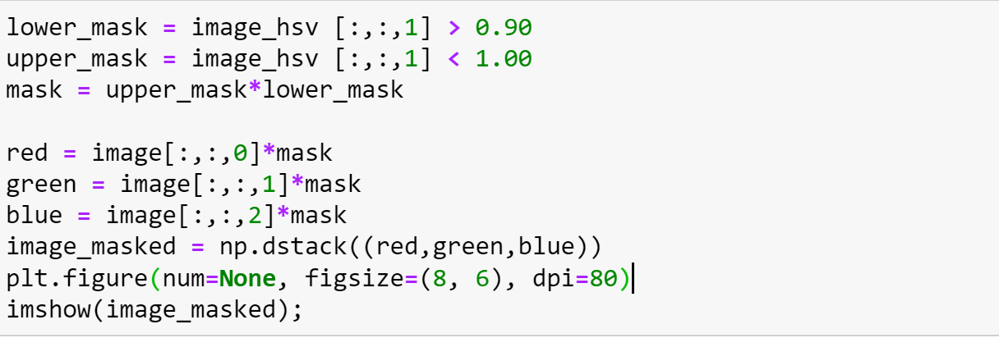 lower_mask = image_hsv [:,:,1] > 0.90
upper_mask = image_hsv [:,:,1] < 1.00
mask = upper_mask*lower_mask
red = image[:,:,0]*mask
green = image[:,:,1]*mask
blue = image[:,:,2]*mask
image_masked = np.dstack((red,green,blue))
plt.figure(num=None, figsize=(8, 6), dpi=80)
imshow(image_masked);